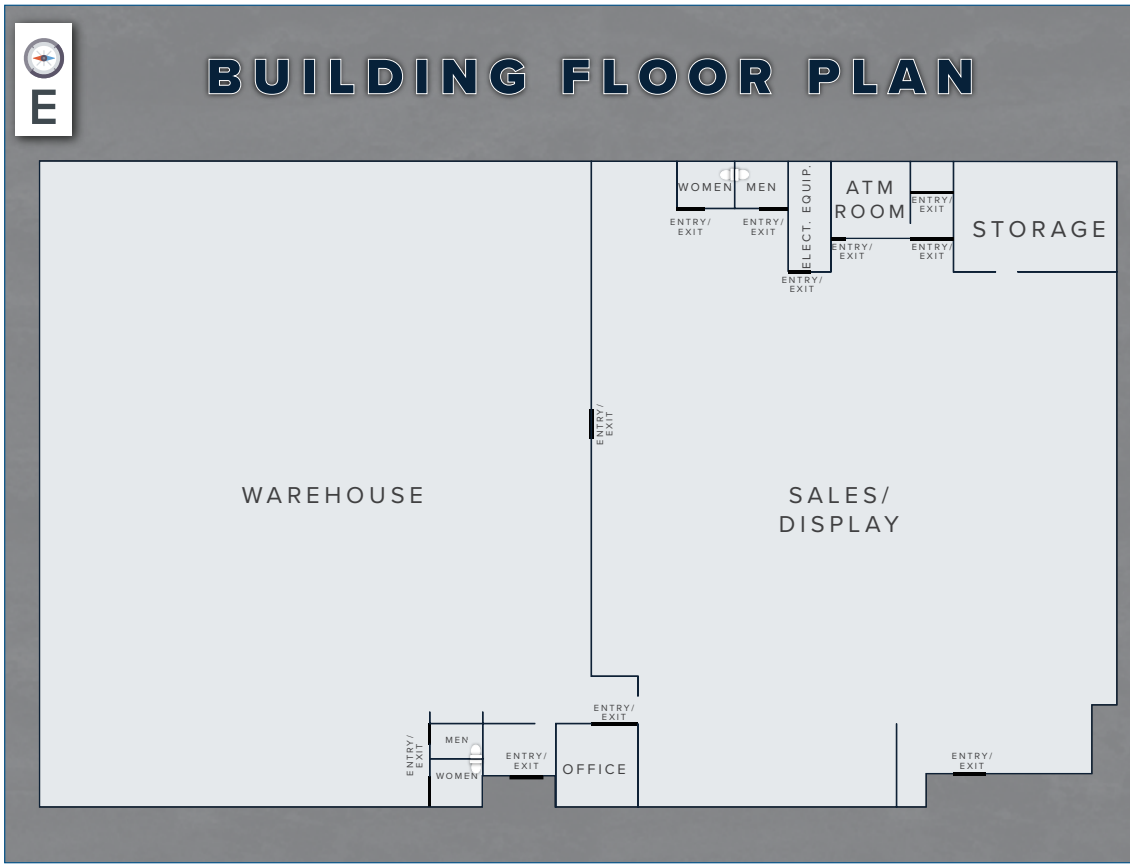 E
BUILDING FLOOR PLAN
WOMEN
MEN
ELECT. EQUIP.
ATM
ROOM
ENTRY/
EXIT
STORAGE
ENTRY/
EXIT
ENTRY/
EXIT
ENTRY/
EXIT
ENTRY/
EXIT
ENTRY/
EXIT
ENTRY/
EXIT
WAREHOUSE
SALES/
DISPLAY
ENTRY/
EXIT
MEN
WOMEN
ENTRY/
EXIT
ENTRY/
EXIT
OFFICE
ENTRY/
EXIT